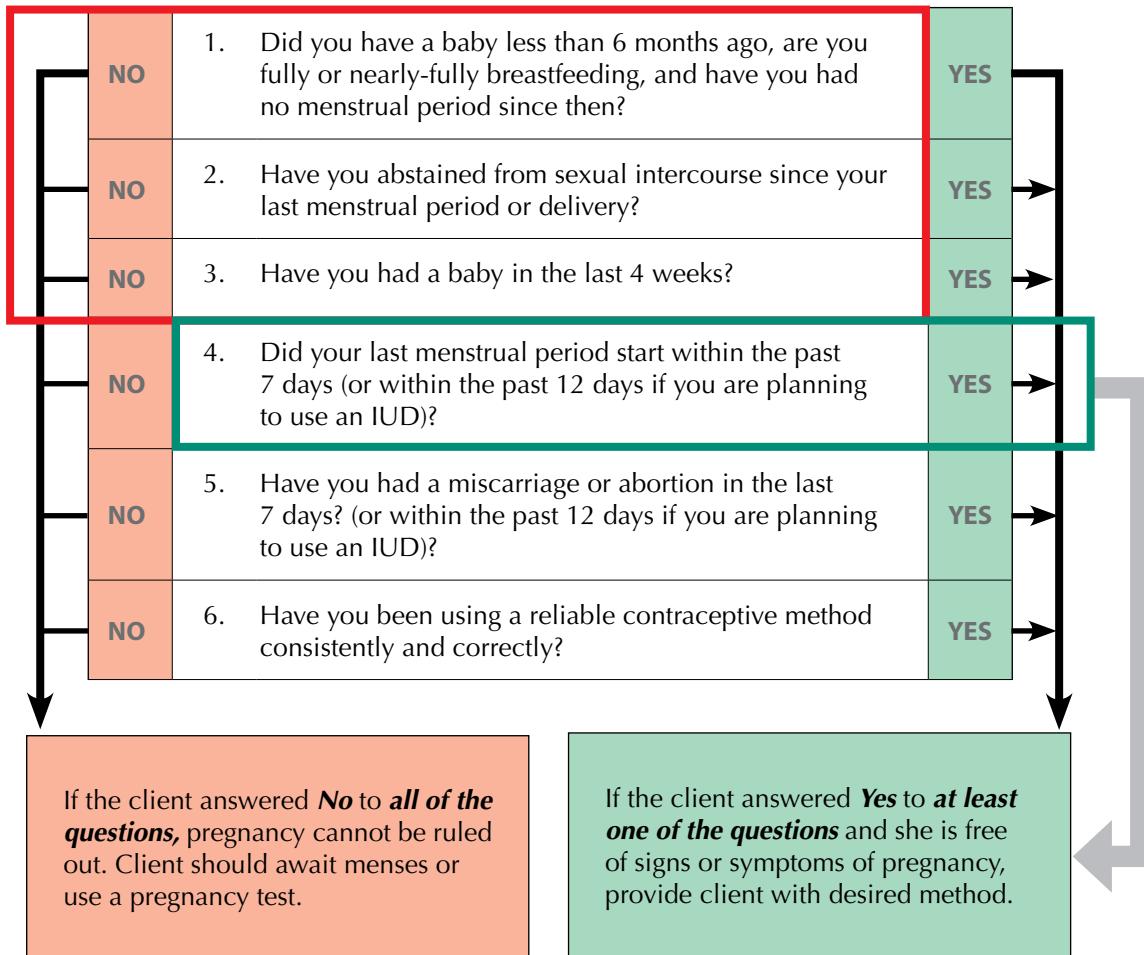 NO
1. Did you have a baby less than 6 months ago, are you
fully or nearly-fully breastfeeding, and have you had
no menstrual period since then?
YES
NO
2. Have you abstained from sexual intercourse since your
last menstrual period or delivery?
YES
NO
3. Have you had a baby in the last 4 weeks?
YES
NO
4. Did your last menstrual period start within the past
7 days (or within the past 12 days if you are planning
to use an IUD)?
YES
NO
5. Have you had a miscarriage or abortion in the last
7 days? (or within the past 12 days if you are planning
to use an IUD)?
YES
NO
6. Have you been using a reliable contraceptive method
consistently and correctly?
YES
If the client answered No to all of the
questions, pregnancy cannot be ruled
out. Client should await menses or
use a pregnancy test.
If the client answered Yes to at least
one of the questions and she is free
of signs or symptoms of pregnancy,
provide client with desired method.